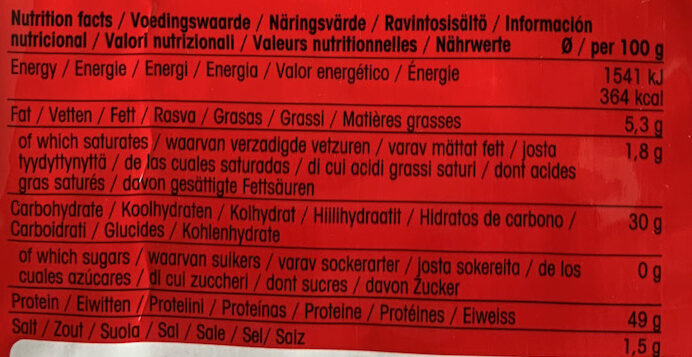 Nutrition facts / Voedingswaarde / Näringsvärde / Ravintosisältö / Información
nutricional / Valori nutrizionali / Valeurs nutritionnelles / Nährwerte Ø / per 100 g
Energy / Energie / Energi / Energia / Valor energético / Énergie 1541 kJ
364 kcal
Fat / Vetten / Fett / Rasva / Grasas / Grassi / Matières grasses 5,3 g
of which saturates / waarvan verzadigde vetzuren / varav mättat fett / josta 1,8 g
tyydyttynyttä / de las cuales saturadas / di cui acidi grassi saturi / dont acides
gras saturés / davon gesättigte Fettsäuren
Carbohydrate / Koolhydraten / Kolhydrat / Hiilihydraatit / Hidratos de carbono / 30 g
Carboidrati / Glucides / Kohlenhydrate
of which sugars / waarvan suikers / varav sockerarter / josta sokereita / de los 0 g
cuales azúcares / di cui zuccheri / dont sucres / davon Zucker
Protein / Eiwitten / Proteiini / Proteínas / Proteine / Protéines / Eiweiss 49 g
Salt / Zout / Suola / Sal / Sale / Sel/ Salz 1,5 g